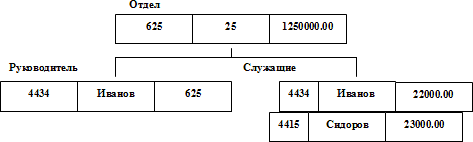 Отдел
625 25 1250000.00
Руководитель Служащие
4434 Иванов 625 4434 Иванов 22000.00
4415 Сидоров 23000.00